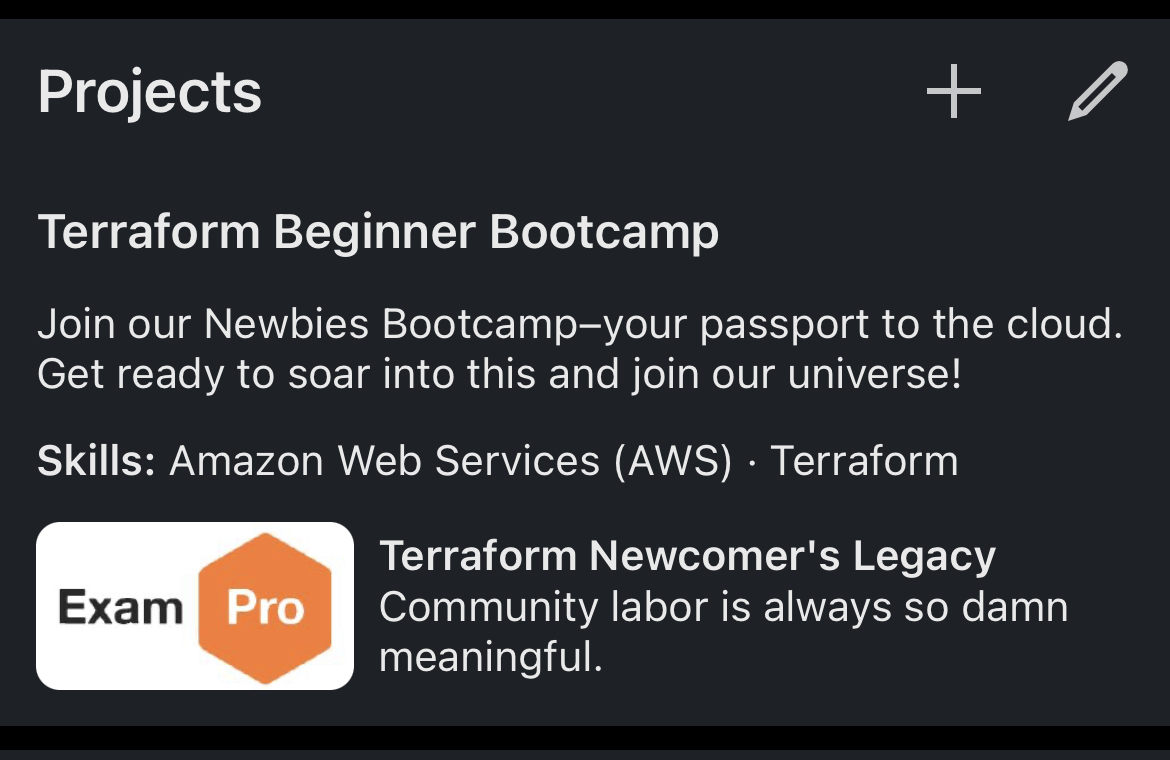 Projects
Terraform Beginner Bootcamp
Join our Newbies Bootcamp–your passport to the cloud.
Get ready to soar into this and join our universe!
Skills: Amazon Web Services (AWS) · Terraform
Exam Pro
Terraform Newcomer's Legacy
Community labor is always so damn
meaningful.